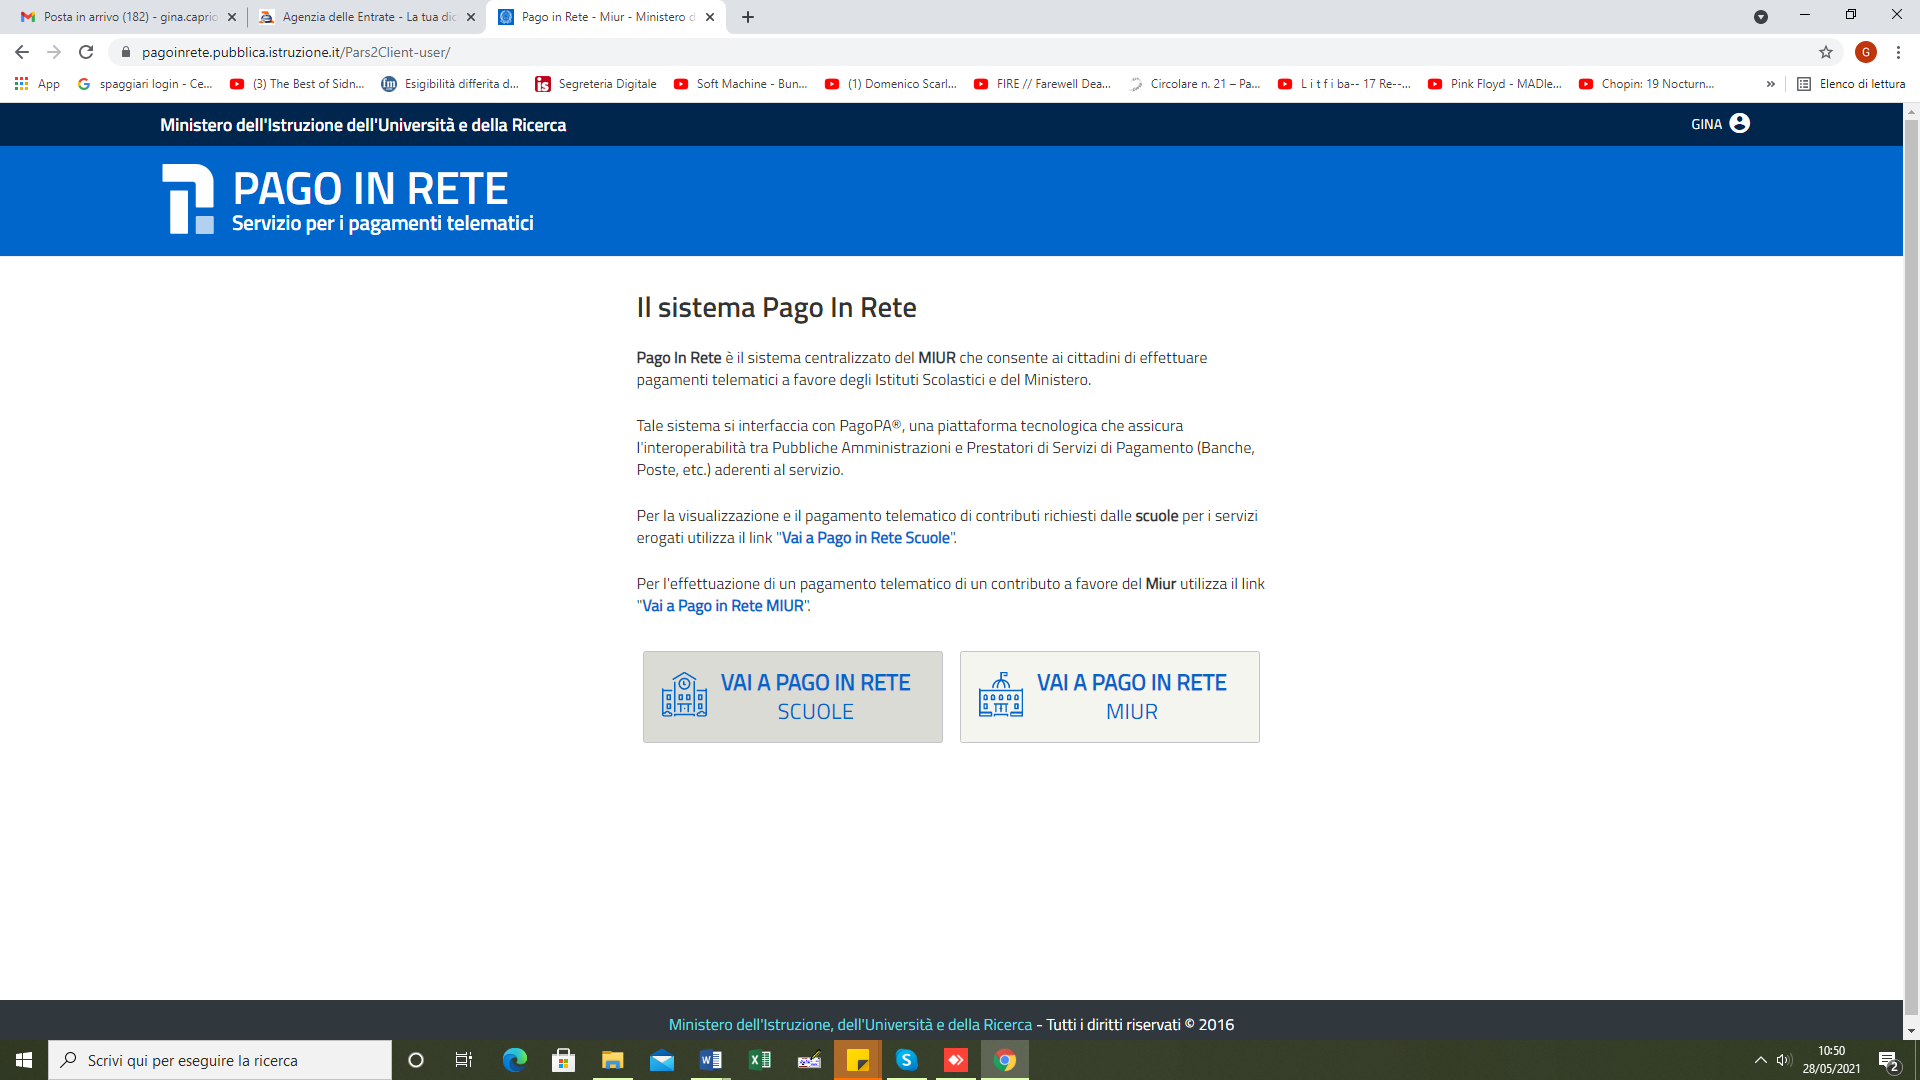 Posta in arrivo (182) - gina.caprio
Agenzia delle Entrate - La tua dic
Pago in Rete - Miur - Ministero d
pagoinrete.pubblica.istruzione.it/Pars2Client-user/
G
App
spaggiari login - Ce...
(3) The Best of Sidn...
Esigibilità differita d...
Segreteria Digitale
Soft Machine - Bun...
(1) Domenico Scarl...
FIRE // Farewell Dea...
Circolare n. 21 – Pa...
L i t f i ba-- 17 Re--...
Pink Floyd - MADle...
Chopin: 19 Nocturn...
»
Elenco di lettura
Ministero dell'Istruzione dell'Università e della Ricerca
GINA
PAGO IN RETE
Servizio per i pagamenti telematici
Il sistema Pago In Rete
Pago In Rete è il sistema centralizzato del MIUR che consente ai cittadini di effettuare
pagamenti telematici a favore degli Istituti Scolastici e del Ministero.
Tale sistema si interfaccia con PagoPA®, una piattaforma tecnologica che assicura
l'interoperabilità tra Pubbliche Amministrazioni e Prestatori di Servizi di Pagamento (Banche,
Poste, etc.) aderenti al servizio.
Per la visualizzazione e il pagamento telematico di contributi richiesti dalle scuole per i servizi
erogati utilizza il link "Vai a Pago in Rete Scuole".
Per l'effettuazione di un pagamento telematico di un contributo a favore del Miur utilizza il link
"Vai a Pago in Rete MIUR".
VAI A PAGO IN RETE
SCUOLE
VAI A PAGO IN RETE
MIUR
Ministero dell'Istruzione, dell'Università e della Ricerca - Tutti i diritti riservati © 2016
Scrivi qui per eseguire la ricerca
10:50
28/05/2021
2